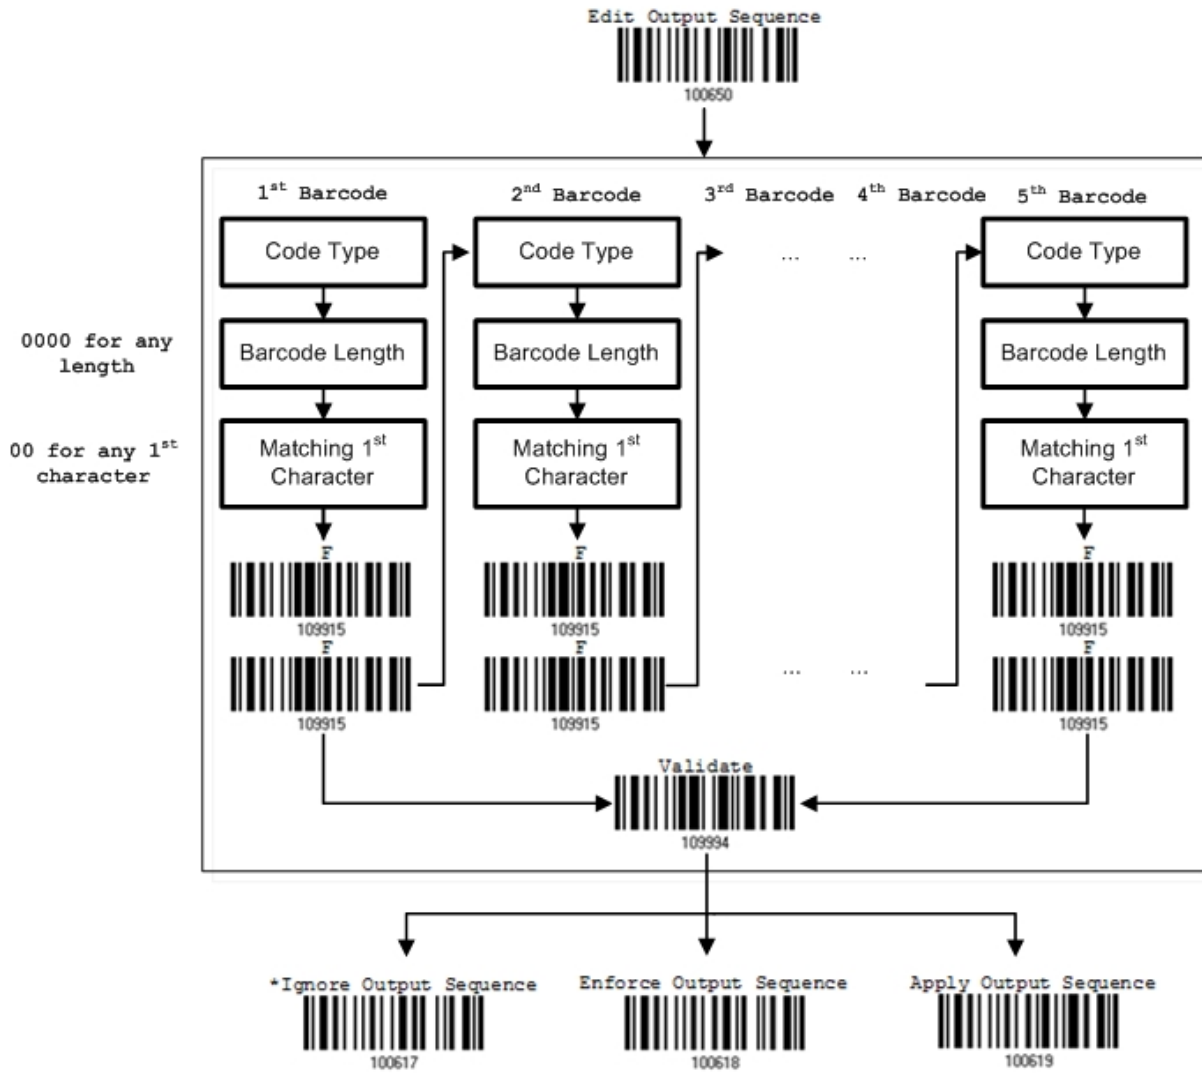 Edit Output Sequence
100650
1st Barcode 2nd Barcode 3rd Barcode 4th Barcode 5th Barcode
Code Type Code Type ... ... Code Type
0000 for any
length
Barcode Length Barcode Length Barcode Length
00 for any 1st
character
Matching 1st
Character
Matching 1st
Character
Matching 1st
Character
F F F
109915 109915 109915
F F F
... ...
109915 109915 109915
Validate
109994
*Ignore Output Sequence Enforce Output Sequence Apply Output Sequence
100617 100618 100619